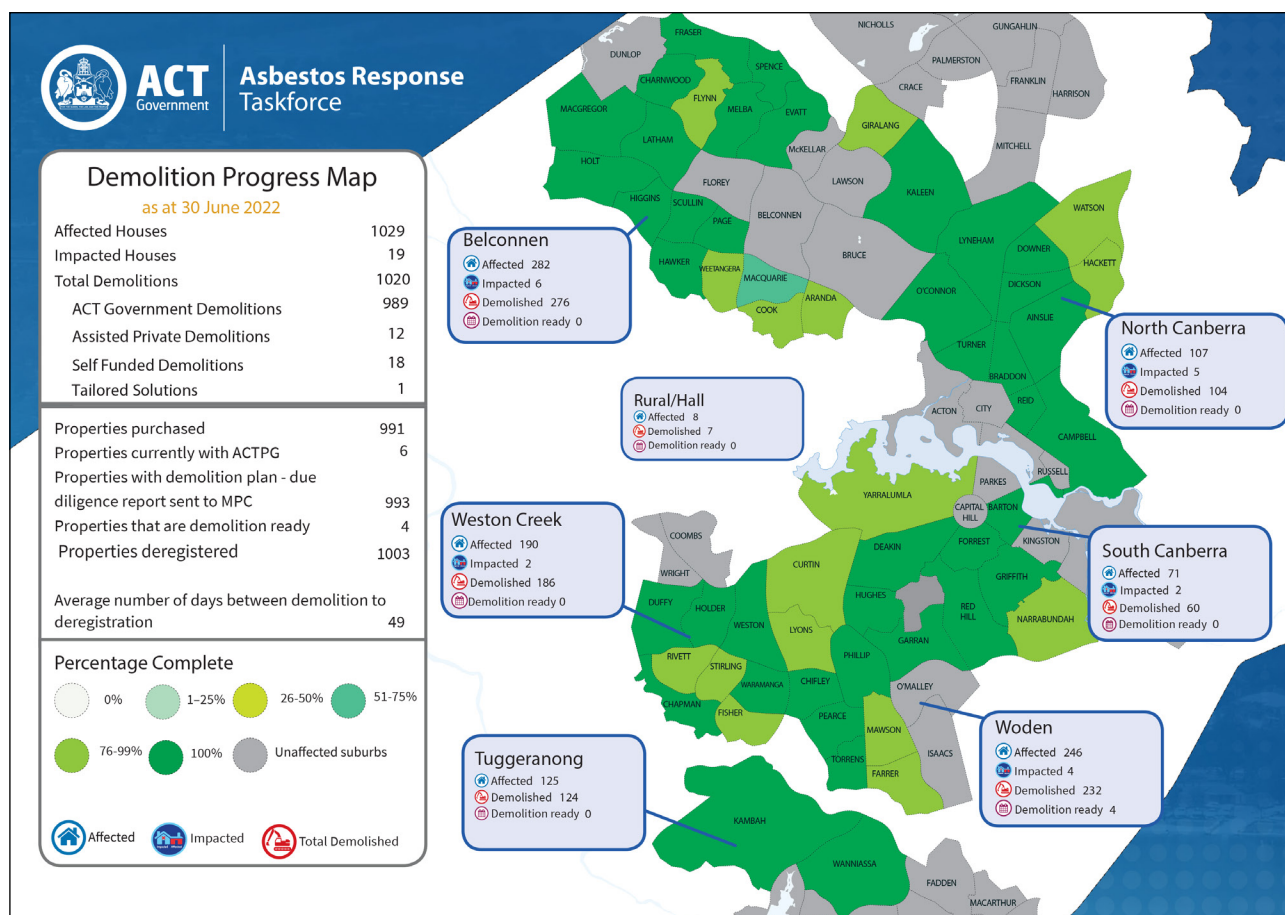 ACT
Government
Asbestos Response
Taskforce
Demolition Progress Map
as at 30 June 2022
Affected Houses 1029
Impacted Houses 19
Total Demolitions 1020
ACT Government Demolitions 989
Assisted Private Demolitions 12
Self Funded Demolitions 18
Tailored Solutions 1
Properties purchased 991
Properties currently with ACTPG 6
Properties with demolition plan - due
diligence report sent to MPC 993
Properties that are demolition ready 4
Properties deregistered 1003
Average number of days between demolition to
deregistration 49
Percentage Complete
0% 1–25% 26-50% 51-75%
76-99% 100% Unaffected suburbs
Affected Impacted Total Demolished
Belconnen
Affected 282
Impacted 6
Demolished 276
Demolition ready 0
North Canberra
Affected 107
Impacted 5
Demolished 104
Demolition ready 0
Rural/Hall
Affected 8
Demolished 7
Demolition ready 0
Weston Creek
Affected 190
Impacted 2
Demolished 186
Demolition ready 0
South Canberra
Affected 71
Impacted 2
Demolished 60
Demolition ready 0
Woden
Affected 246
Impacted 4
Demolished 232
Demolition ready 4
Tuggeranong
Affected 125
Demolished 124
Demolition ready 0
NICHOLLS
GUNGAHLIN
FRASER
DUNLOP
SPENCE
PALMERSTON
CHARNWOOD
FLYNN
CRACE
FRANKLIN
HARRISON
MACGREGOR
MELBA
EVATT
GIRALANG
LATHAM
McKELLAR
MITCHELL
HOLT
FLOREY
LAWSON
KALEEN
HIGGINS
SCULLIN
BELCONNEN
WATSON
PAGE
LYNEHAM
DOWNER
HAWKER
WEETANGERA
MACQUARIE
BRUCE
HACKETT
DICKSON
O'CONNOR
ARANDA
COOK
AINSLIE
TURNER
BRADDON
REID
ACTON
CITY
CAMPBELL
RUSSELL
PARKES
YARRALUMLA
CAPITAL
HILL
BARTON
COOMBS
DEAKIN
FORREST
KINGSTON
WRIGHT
CURTIN
GRIFFITH
DUFFY
HOLDER
HUGHES
WESTON
RED
HILL
NARRABUNDAH
LYONS
GARRAN
RIVETT
STIRLING
PHILLIP
WARAMANGA
CHIFLEY
O'MALLEY
CHAPMAN
FISHER
PEARCE
MAWSON
ISAACS
TORRENS
FARRER
KAMBAH
WANNIASSA
FADDEN
MACARTHUR